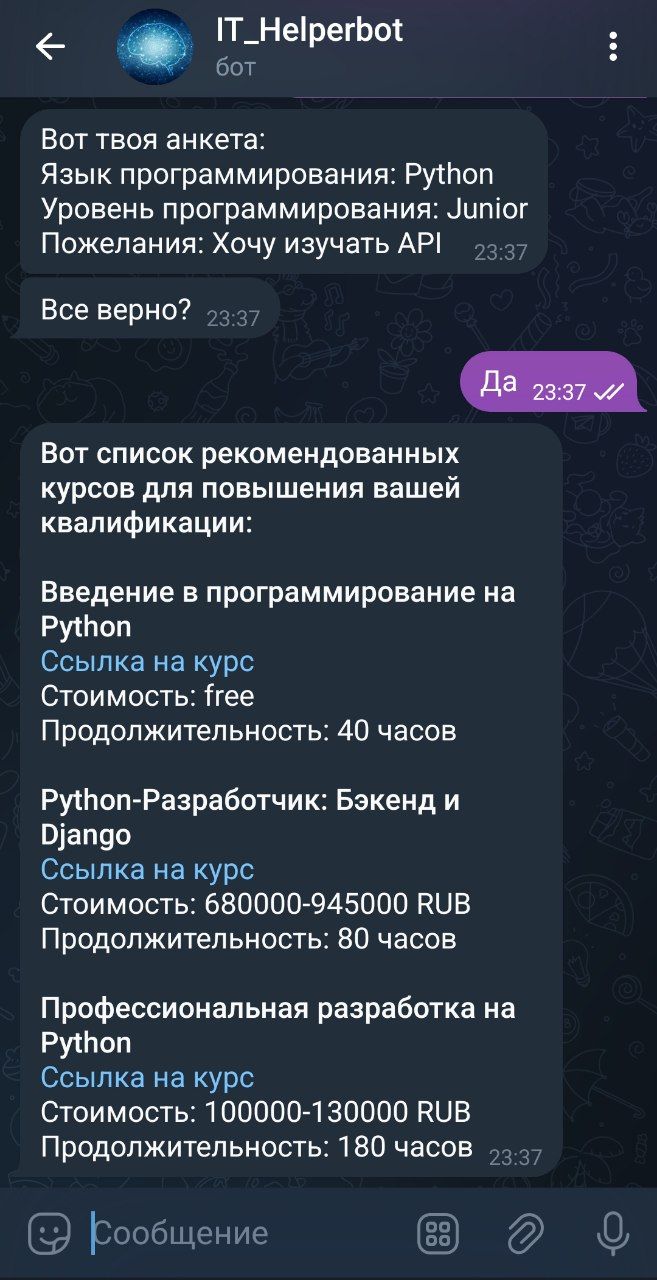 IT_Helperbot
бот
Вот твоя анкета:
Язык программирования: Python
Уровень программирования: Junior
Пожелания: Хочу изучать API 23:37
Все верно? 23:37
Да 23:37
Вот список рекомендованных
курсов для повышения вашей
квалификации:
Введение в программирование на
Python
Ссылка на курс
Стоимость: free
Продолжительность: 40 часов
Python-Разработчик: Бэкенд и
Django
Ссылка на курс
Стоимость: 680000-945000 RUB
Продолжительность: 80 часов
Профессиональная разработка на
Python
Ссылка на курс
Стоимость: 100000-130000 RUB
Продолжительность: 180 часов 23:37
Сообщение